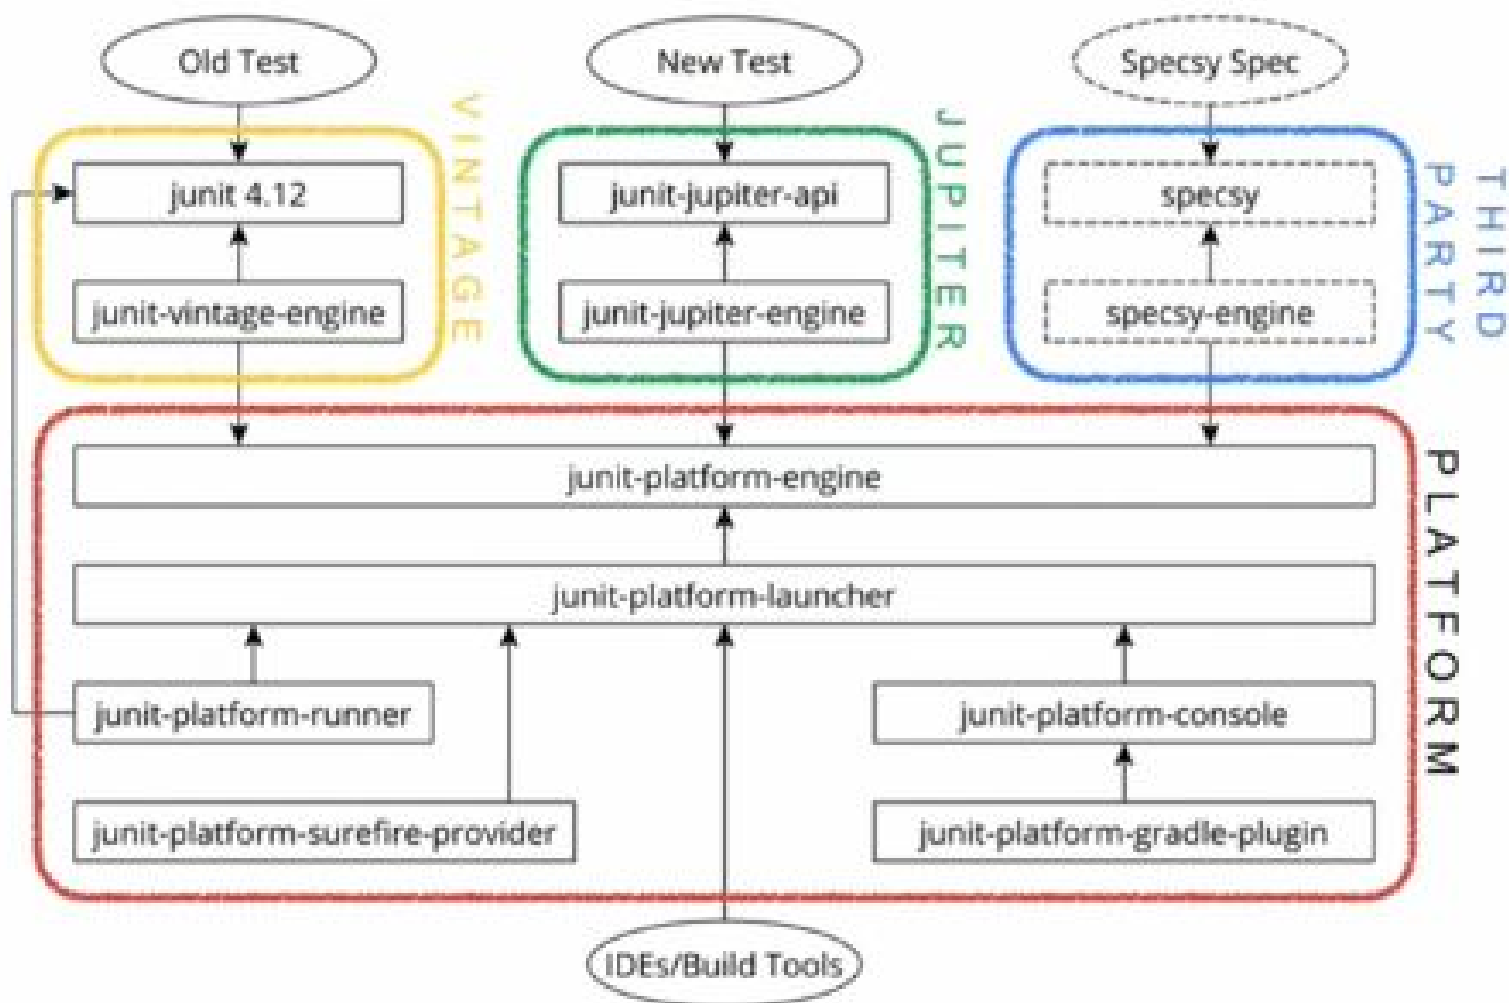 Old Test
New Test
Specsy Spec
VINTAGE
JUPITER
THIRD
PARTY
junit 4.12
junit-jupiter-api
specsy
junit-vintage-engine
junit-jupiter-engine
specsy-engine
PLATFORM
junit-platform-engine
junit-platform-launcher
junit-platform-runner
junit-platform-console
junit-platform-surefire-provider
junit-platform-gradle-plugin
IDEs/Build Tools